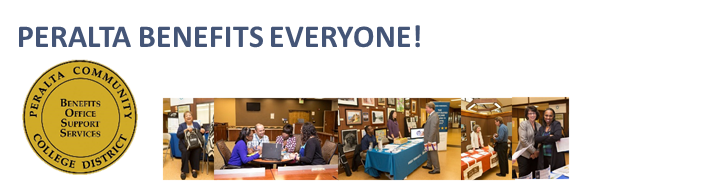 PERALTA BENEFITS EVERYONE!
PERALTA COMMUNITY
BENEFITS
OFFICE
SUPPORT
SERVICES
COLLEGE DISTRICT